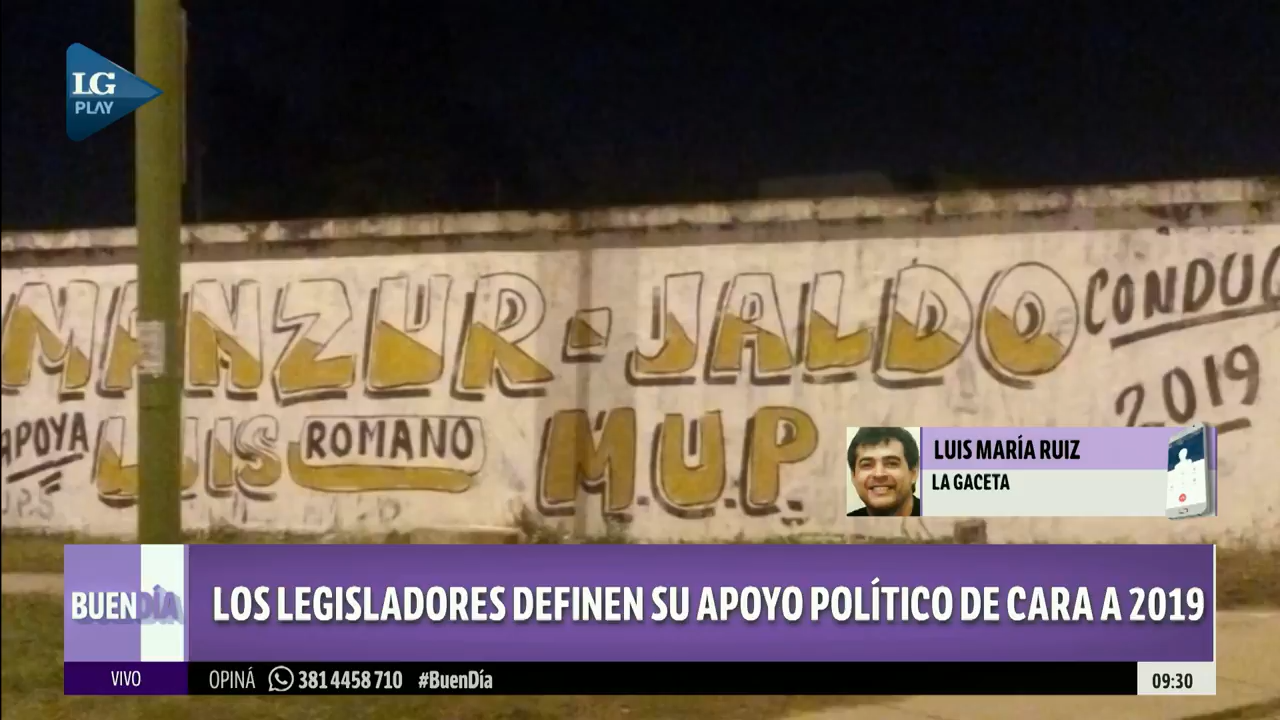 LG
PLAY
MANZUR - JALDO CONDUC
2019
APOYA LUIS ROMANO M.U.P.
LUIS MARÍA RUIZ
LA GACETA
BUENDÍA
LOS LEGISLADORES DEFINEN SU APOYO POLÍTICO DE CARA A 2019
VIVO
OPINÁ 381 4458 710 #BuenDía
09:30